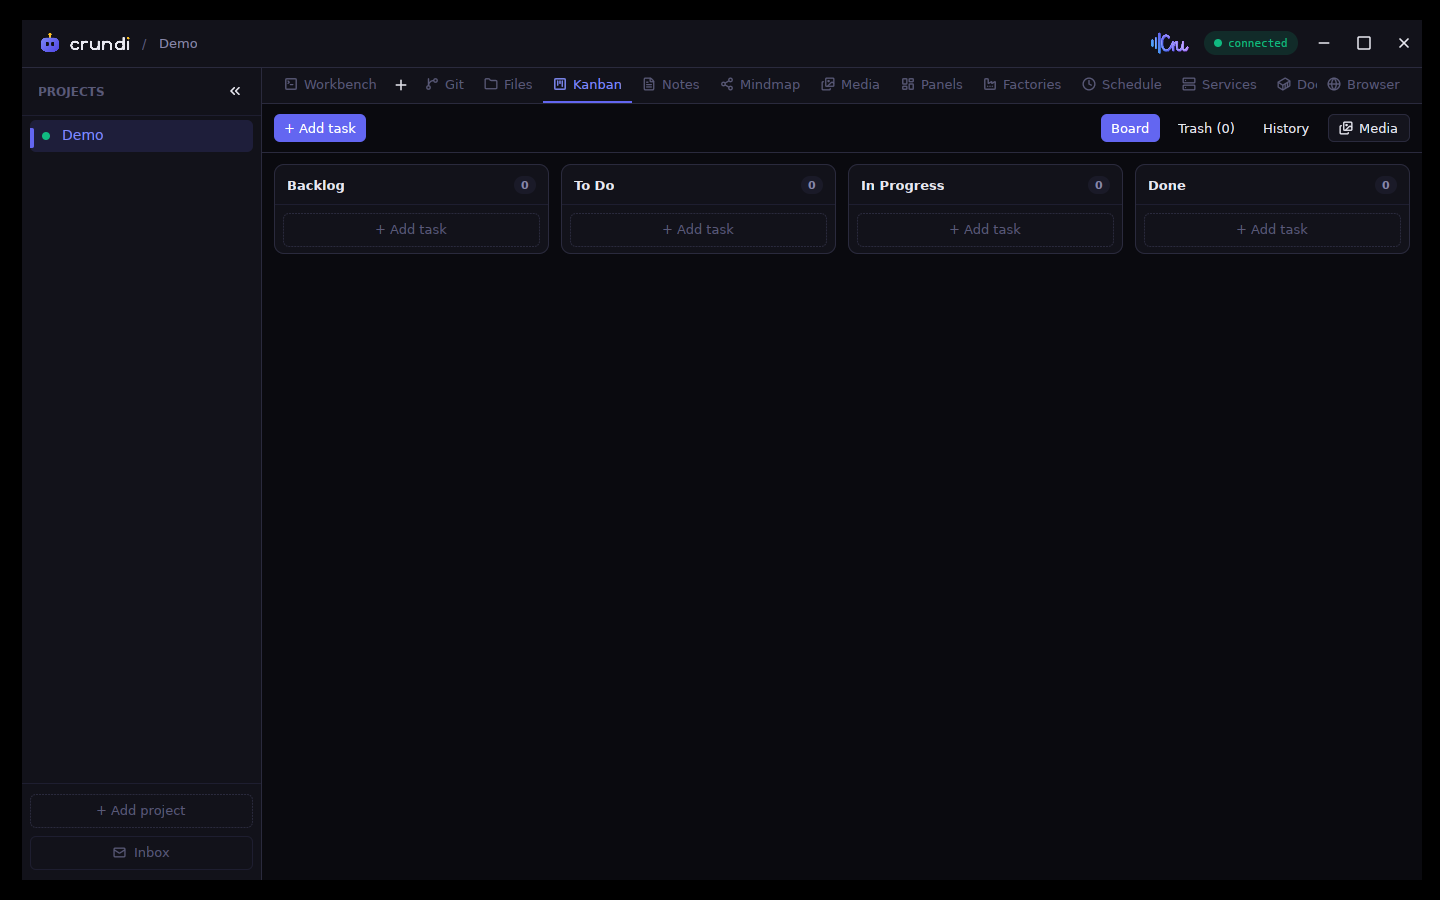 crundi / Demo
Cru
connected
PROJECTS
Workbench + Git Files Kanban Notes Mindmap Media Panels Factories Schedule Services Browser
Demo
+ Add task
Board Trash (0) History Media
Backlog 0
+ Add task
To Do 0
+ Add task
In Progress 0
+ Add task
Done 0
+ Add task
+ Add project
Inbox